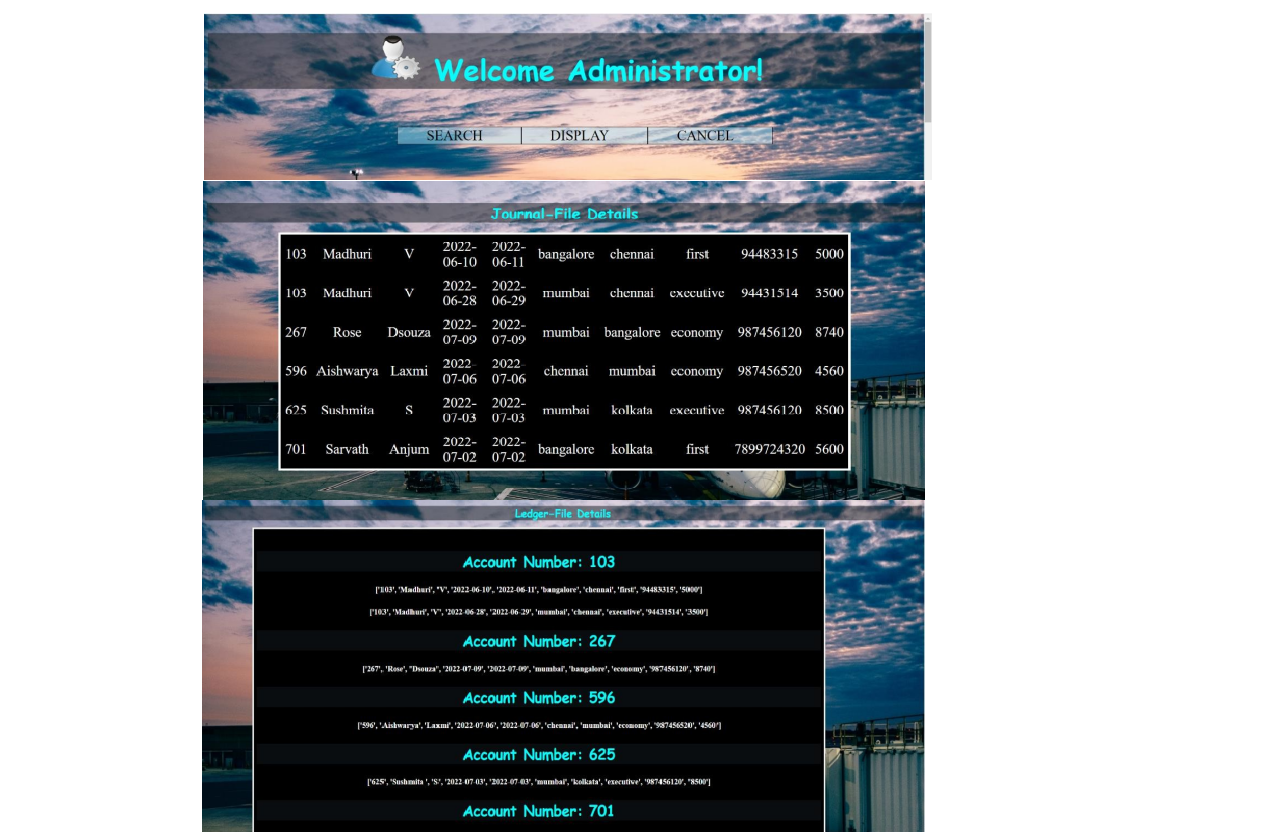 Welcome Administrator!
SEARCH DISPLAY CANCEL
Journal-File Details
103 Madhuri V 2022-06-10 2022-06-11 bangalore chennai first 94483315 5000
103 Madhuri V 2022-06-28 2022-06-29 mumbai chennai executive 94431514 3500
267 Rose Dsouza 2022-07-09 2022-07-09 mumbai bangalore economy 987456120 8740
596 Aishwarya Laxmi 2022-07-06 2022-07-06 chennai mumbai economy 987456520 4560
625 Sushmita S 2022-07-03 2022-07-03 mumbai kolkata executive 987456120 8500
701 Sarvath Anjum 2022-07-02 2022-07-02 bangalore kolkata first 7899724320 5600
Ledger-File Details
Account Number: 103
['103', 'Madhuri', 'V', '2022-06-10', '2022-06-11', 'bangalore', 'chennai', 'first', '94483315', '5000']
['103', 'Madhuri', 'V', '2022-06-28', '2022-06-29', 'mumbai', 'chennai', 'executive', '94431514', '3500']
Account Number: 267
['267', 'Rose', 'Dsouza', '2022-07-09', '2022-07-09', 'mumbai', 'bangalore', 'economy', '987456120', '8740']
Account Number: 596
['596', 'Aishwarya', 'Laxmi', '2022-07-06', '2022-07-06', 'chennai', 'mumbai', 'economy', '987456520', '4560']
Account Number: 625
['625', 'Sushmita ', 'S', '2022-07-03', '2022-07-03', 'mumbai', 'kolkata', 'executive', '987456120', '8500']
Account Number: 701